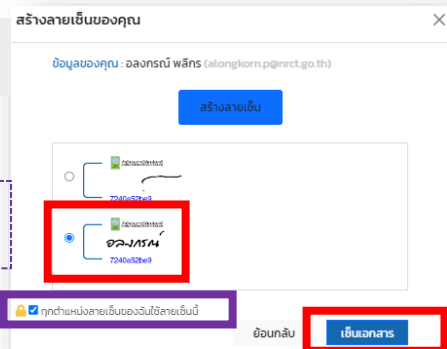 สร้างลายเซ็นของคุณ
ข้อมูลของคุณ : อลงกรณ์ พลีกร (alongkorn.p@nrct.go.th)
สร้างลายเซ็น
7240a52be9
อลงกรณ์
7240a52be9
ทุกตำแหน่งลายเซ็นของฉันใช้ลายเซ็นนี้
ย้อนกลับ เซ็นเอกสาร